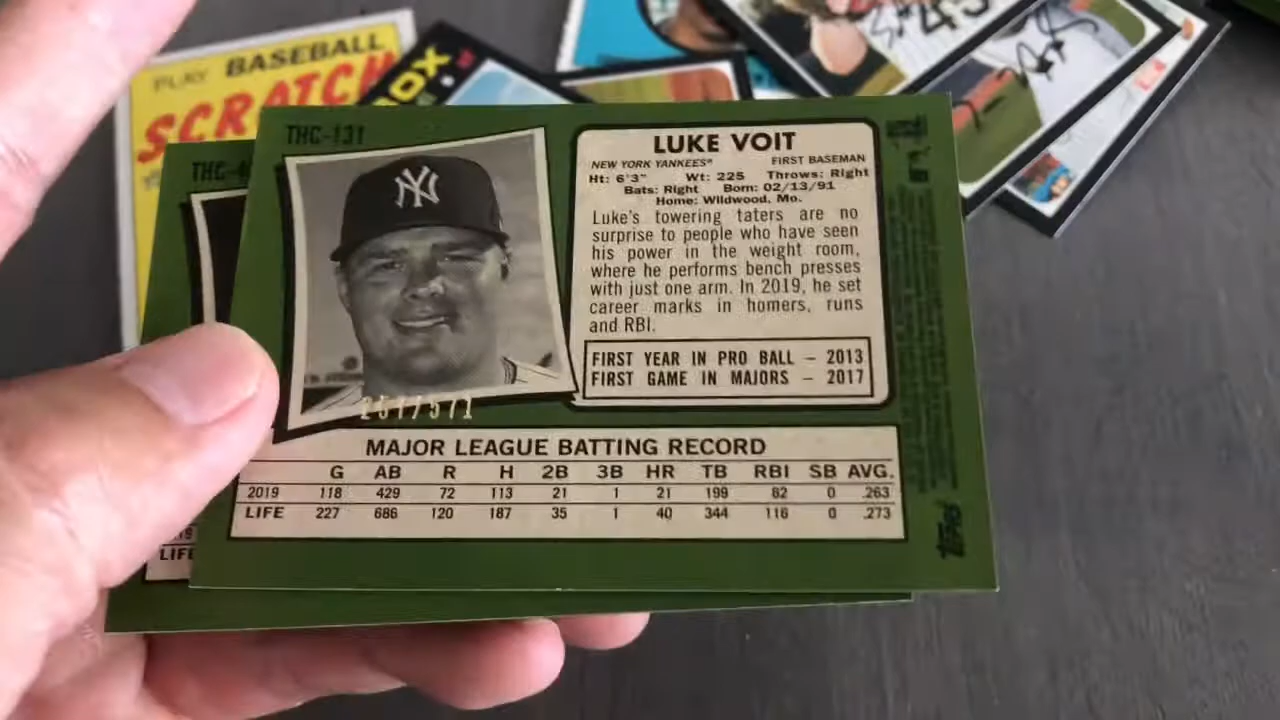 PLAY BASEBALL
SCRATCH
THC-131
LUKE VOIT
NEW YORK YANKEES® FIRST BASEMAN
Ht: 6'3" Wt: 225 Throws: Right
Bats: Right Born: 02/13/91
Home: Wildwood, Mo.
Luke's towering taters are no
surprise to people who have seen
his power in the weight room,
where he performs bench presses
with just one arm. In 2019, he set
career marks in homers, runs
and RBI.
FIRST YEAR IN PRO BALL – 2013
FIRST GAME IN MAJORS – 2017
257/571
MAJOR LEAGUE BATTING RECORD
G AB R H 2B 3B HR TB RBI SB AVG.
2019 118 429 72 113 21 1 21 199 62 0 .263
LIFE 227 686 120 187 35 1 40 344 116 0 .273
LIFE
TOPPS